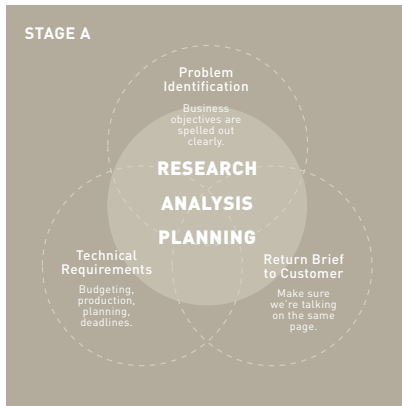 STAGE A
Problem
Identification
Business
objectives are
spelled out
clearly.
RESEARCH
ANALYSIS
PLANNING
Technical
Requirements
Budgeting,
production,
planning,
deadlines.
Return Brief
to Customer
Make sure
we're talking
on the same
page.